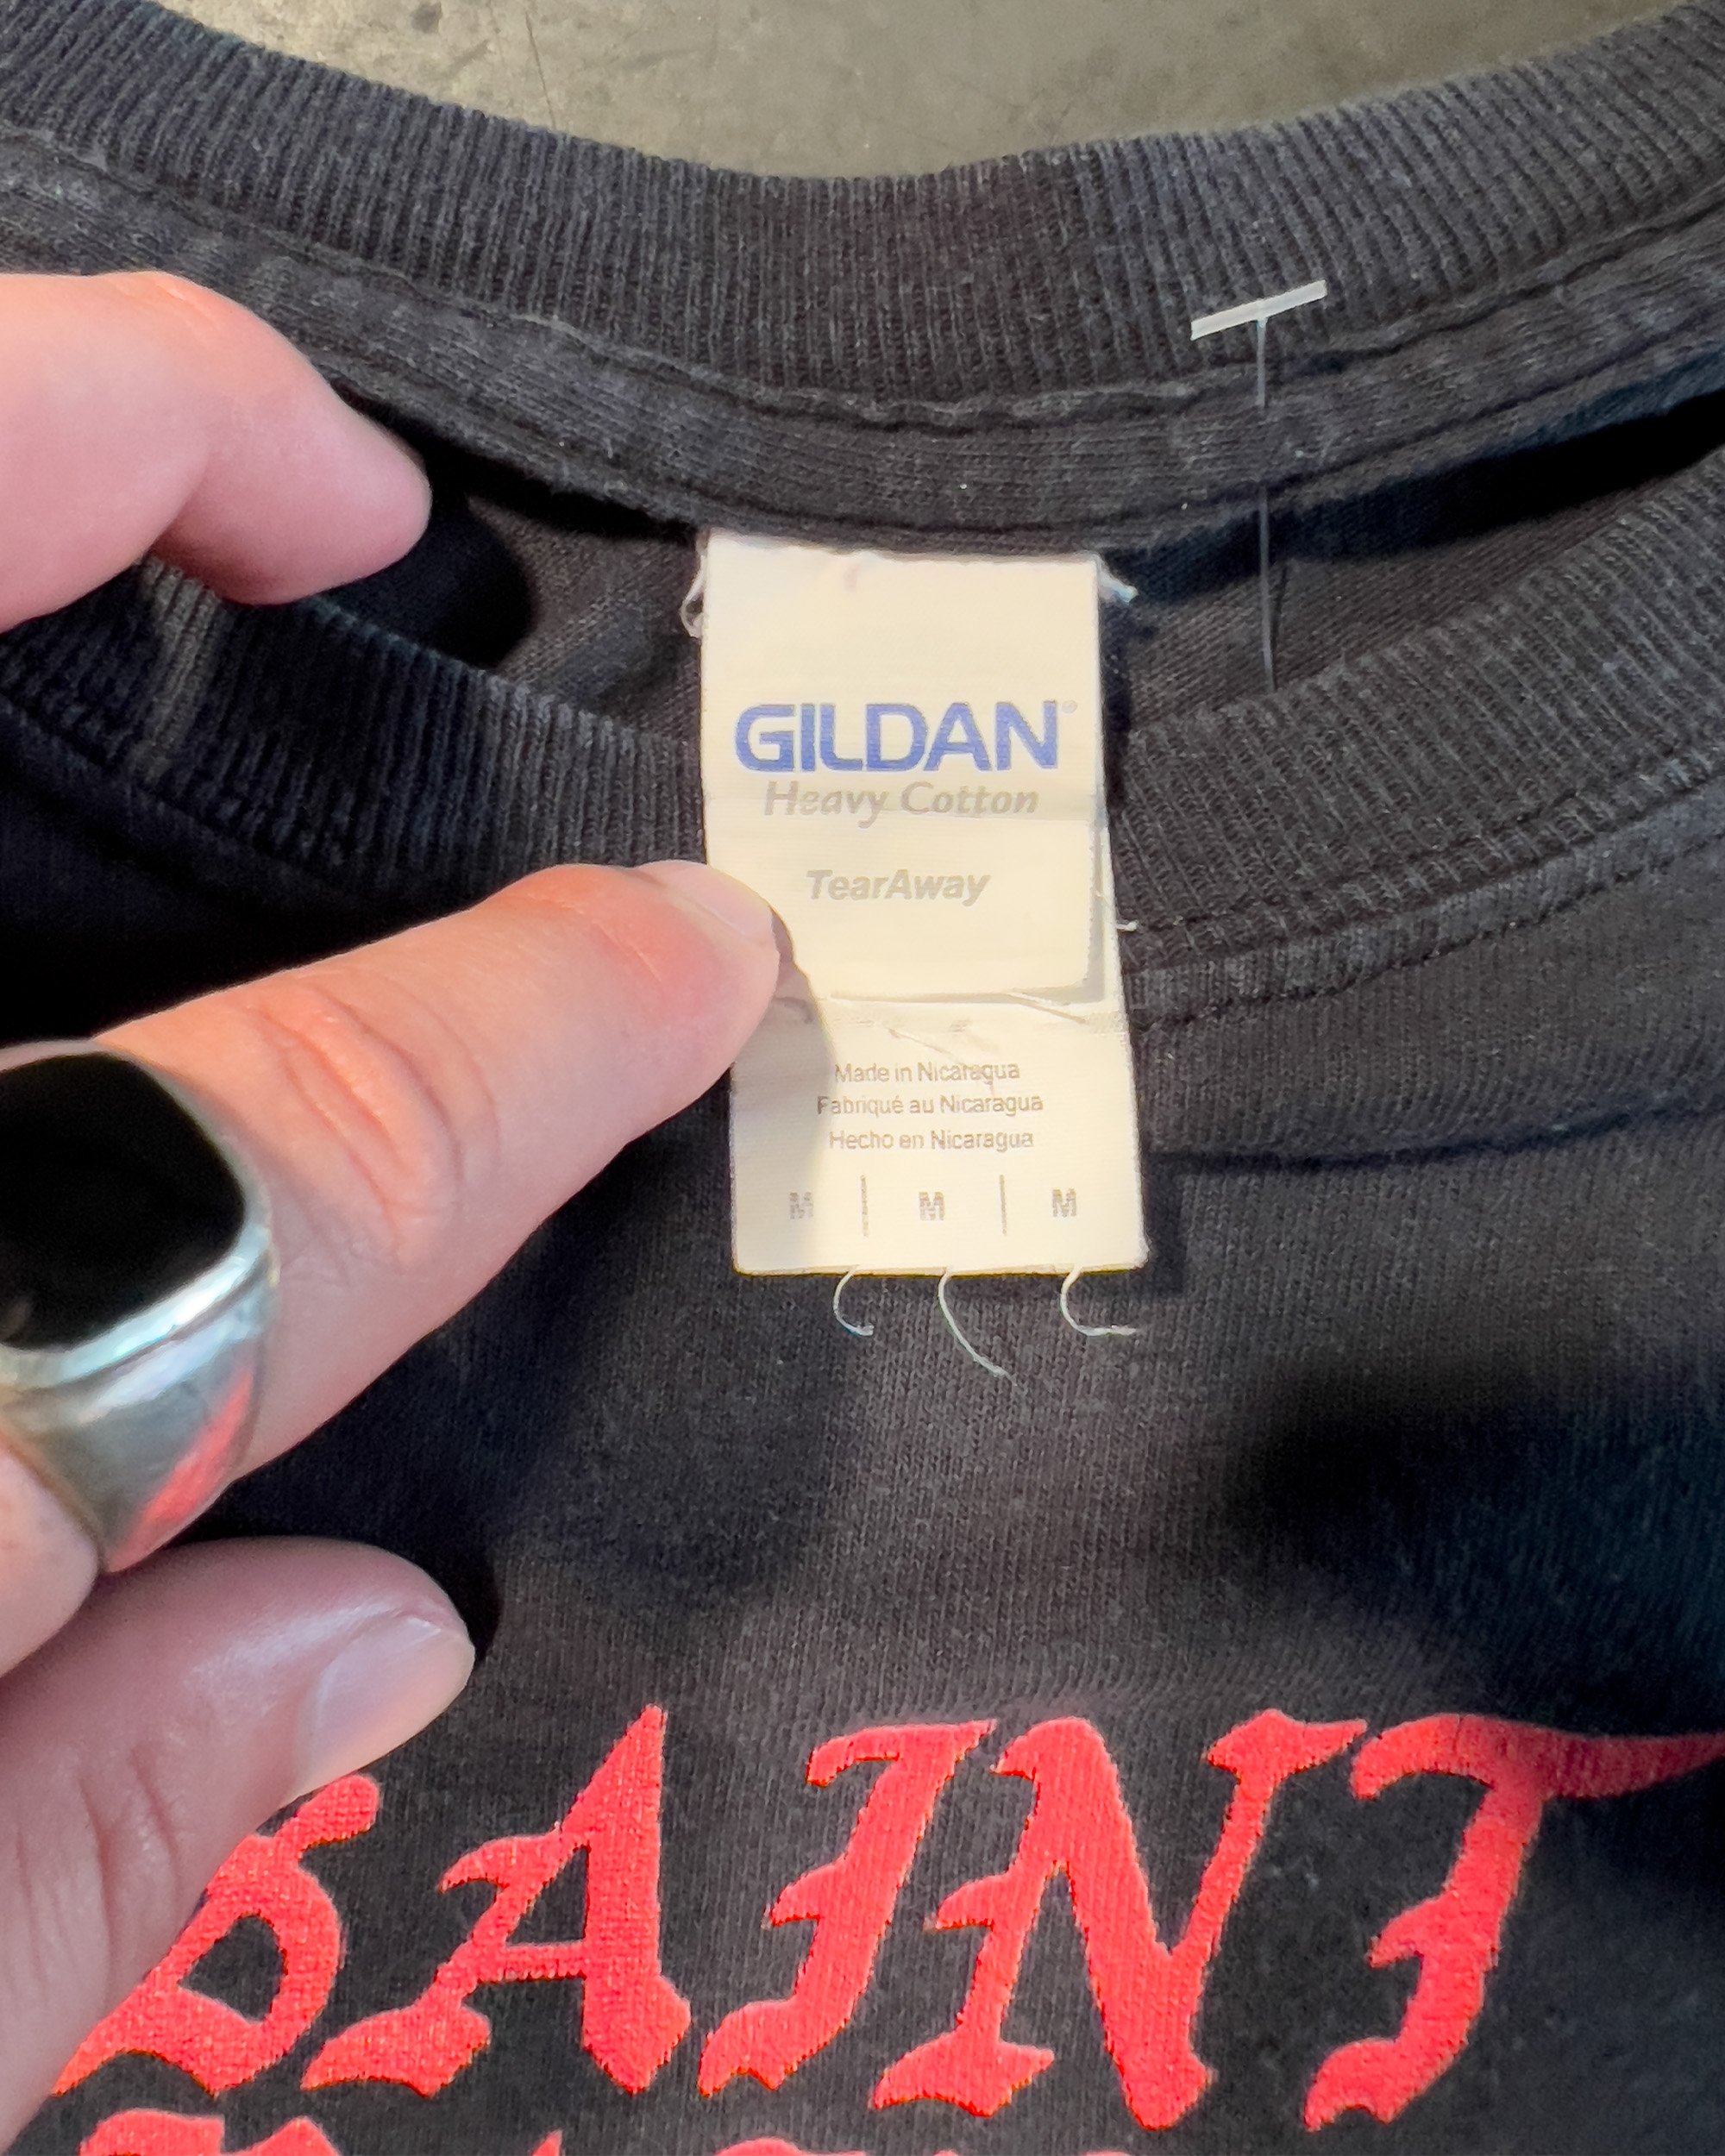 GILDAN®
Heavy Cotton
TearAway
Made in Nicaragua
Fabriqué au Nicaragua
Hecho en Nicaragua
M | M | M
SAINT